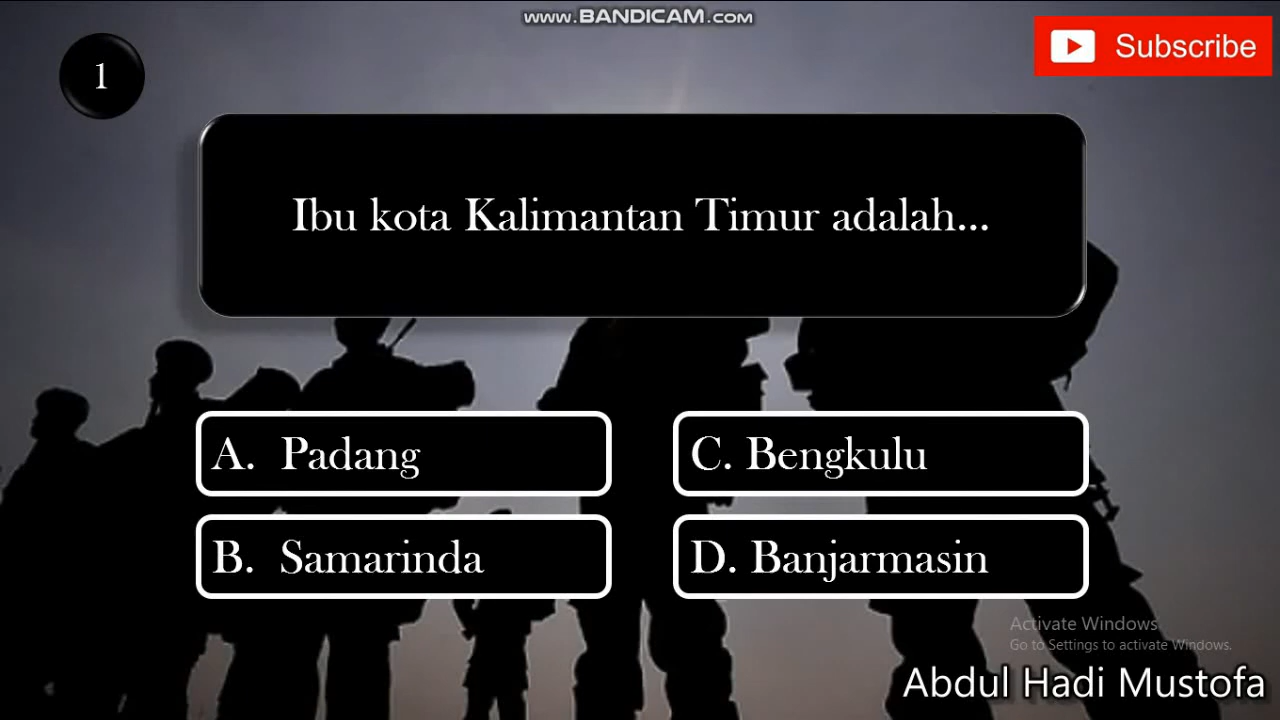 www.BANDICAM.com
Subscribe
1
Ibu kota Kalimantan Timur adalah...
A. Padang
C. Bengkulu
B. Samarinda
D. Banjarmasin
Activate Windows
Go to Settings to activate Windows.
Abdul Hadi Mustofa